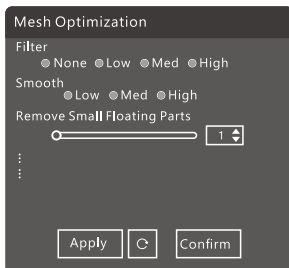 Mesh Optimization
Filter
None Low Med High
Smooth
Low Med High
Remove Small Floating Parts
1
Apply Confirm